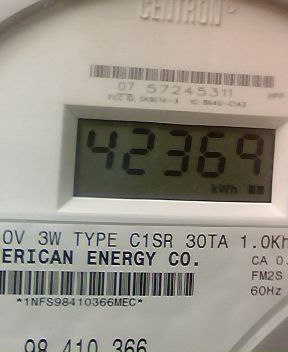 CENTRON
07 57245311
42369
kWh
0V 3W TYPE C1SR 30TA 1.0Kh
ERICAN ENERGY CO.
CA 0.
FM2S
60Hz
*1NFS98410366MEC*
98 410 366